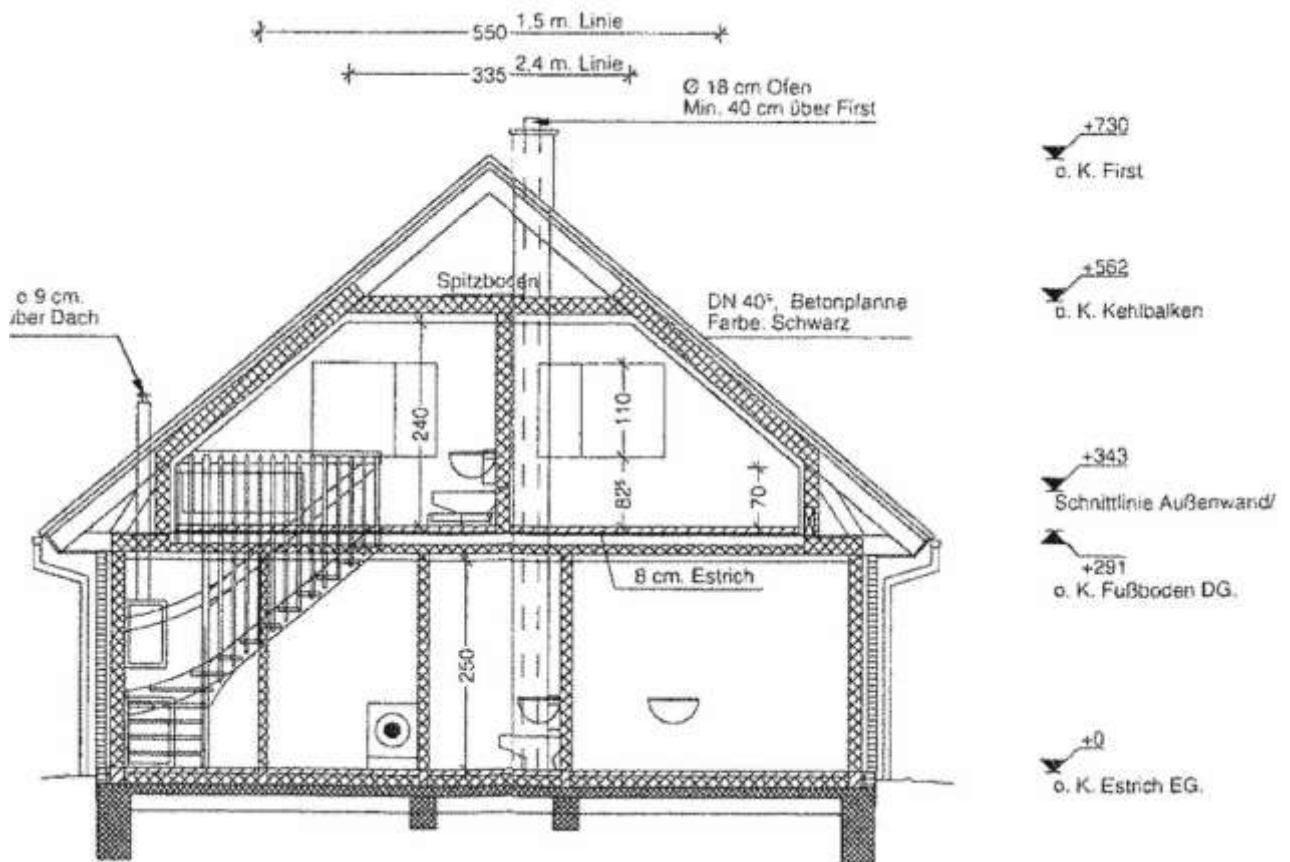 1,5 m. Linie
550
2,4 m. Linie
335
Ø 18 cm Ofen
Min. 40 cm über First
+730
o. K. First
Spitzboden
+562
o. K. Kehlbalken
9 cm.
über Dach
DN 40⁵, Betonplanne
Farbe: Schwarz
240
110
82⁵
70
+343
Schnittlinie Außenwand/
+291
o. K. Fußboden DG.
8 cm. Estrich
250
+0
o. K. Estrich EG.